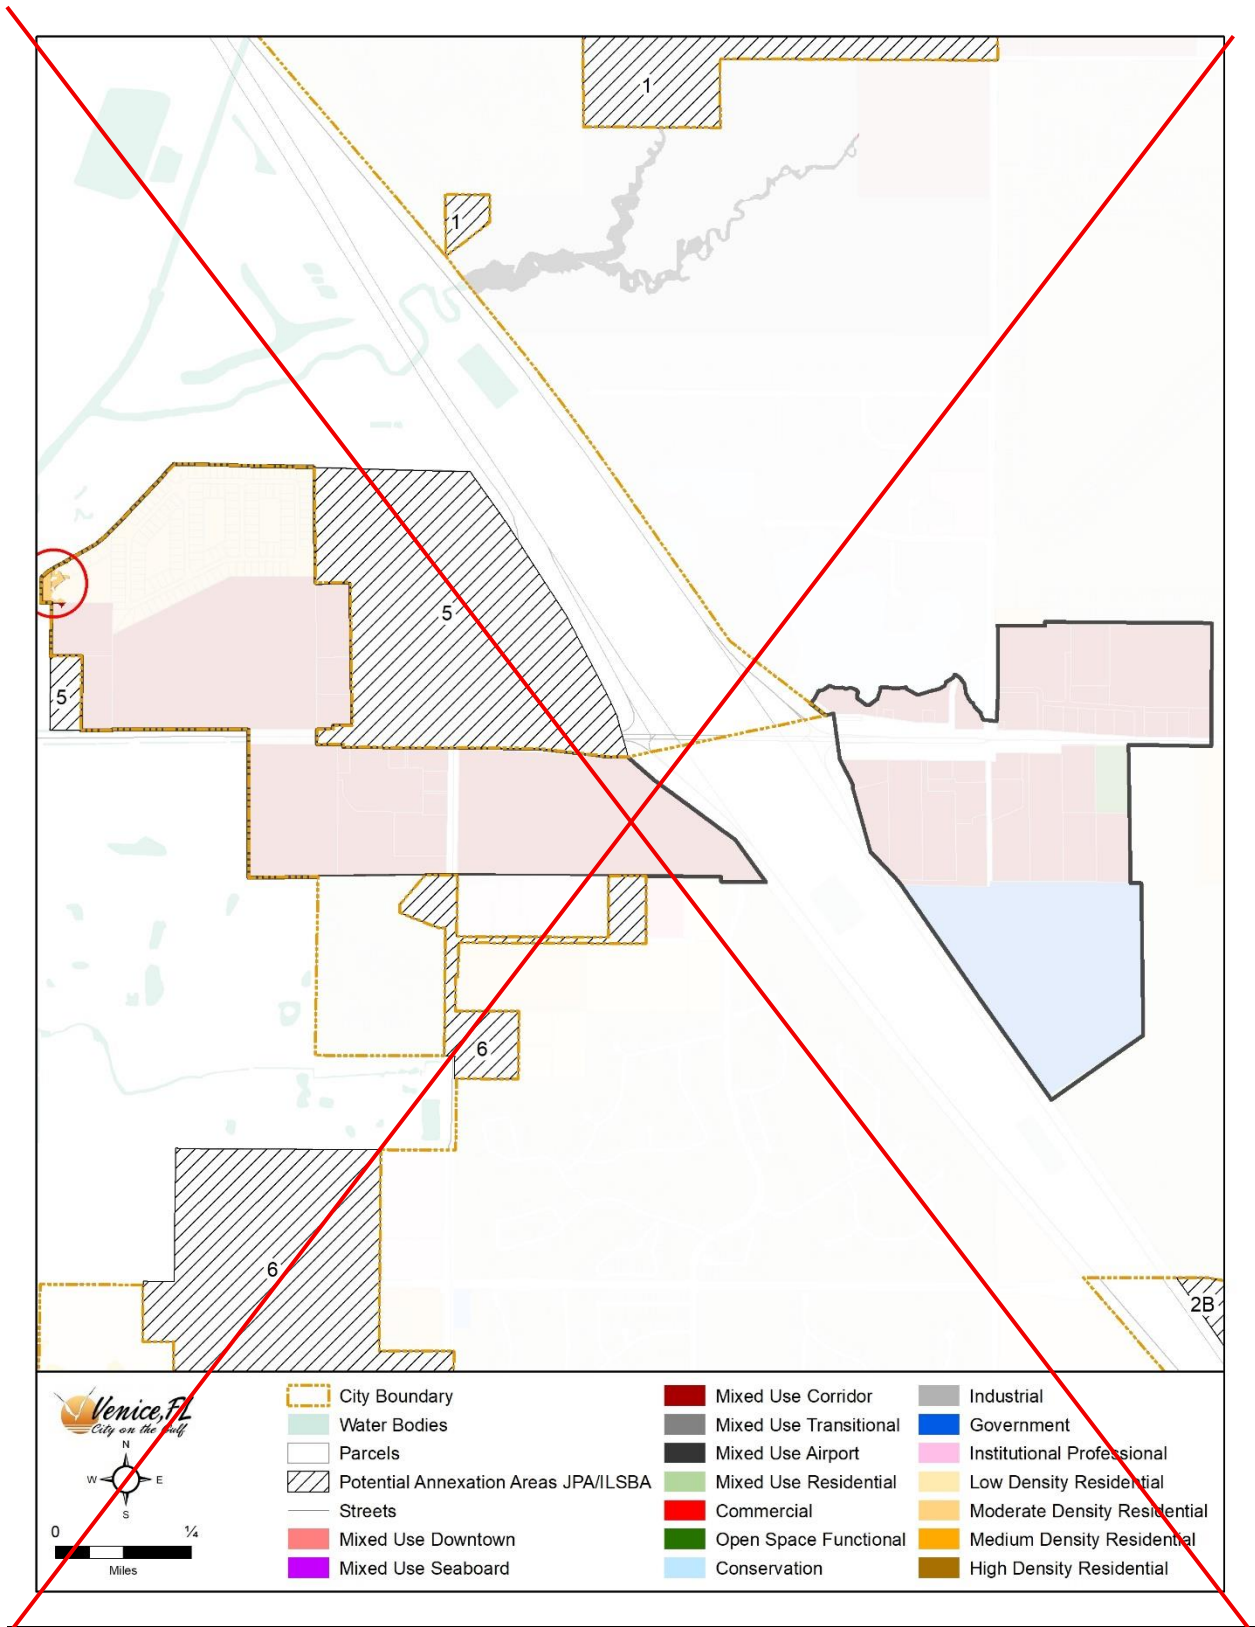 1
1
5
5
6
6
2B
Venice, FL
City on the Gulf
N
W E
S
0 ¼
Miles
City Boundary
Water Bodies
Parcels
Potential Annexation Areas JPA/ILSBA
Streets
Mixed Use Downtown
Mixed Use Seaboard
Mixed Use Corridor
Mixed Use Transitional
Mixed Use Airport
Mixed Use Residential
Commercial
Open Space Functional
Conservation
Industrial
Government
Institutional Professional
Low Density Residential
Moderate Density Residential
Medium Density Residential
High Density Residential